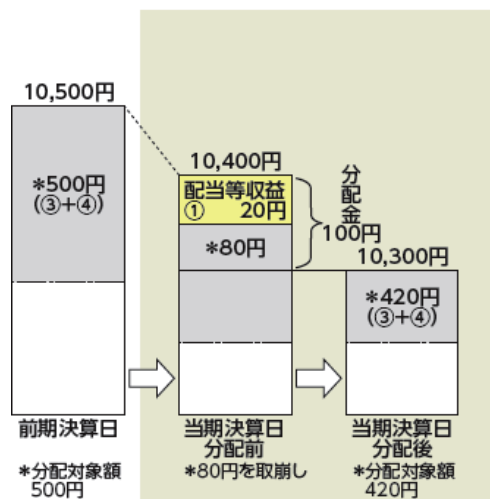 10,500円
*500円
(③+④)
前期決算日
*分配対象額
500円
10,400円
配当等収益
① 20円
*80円
分配金
100円
当期決算日
分配前
*80円を取崩し
10,300円
*420円
(③+④)
当期決算日
分配後
*分配対象額
420円